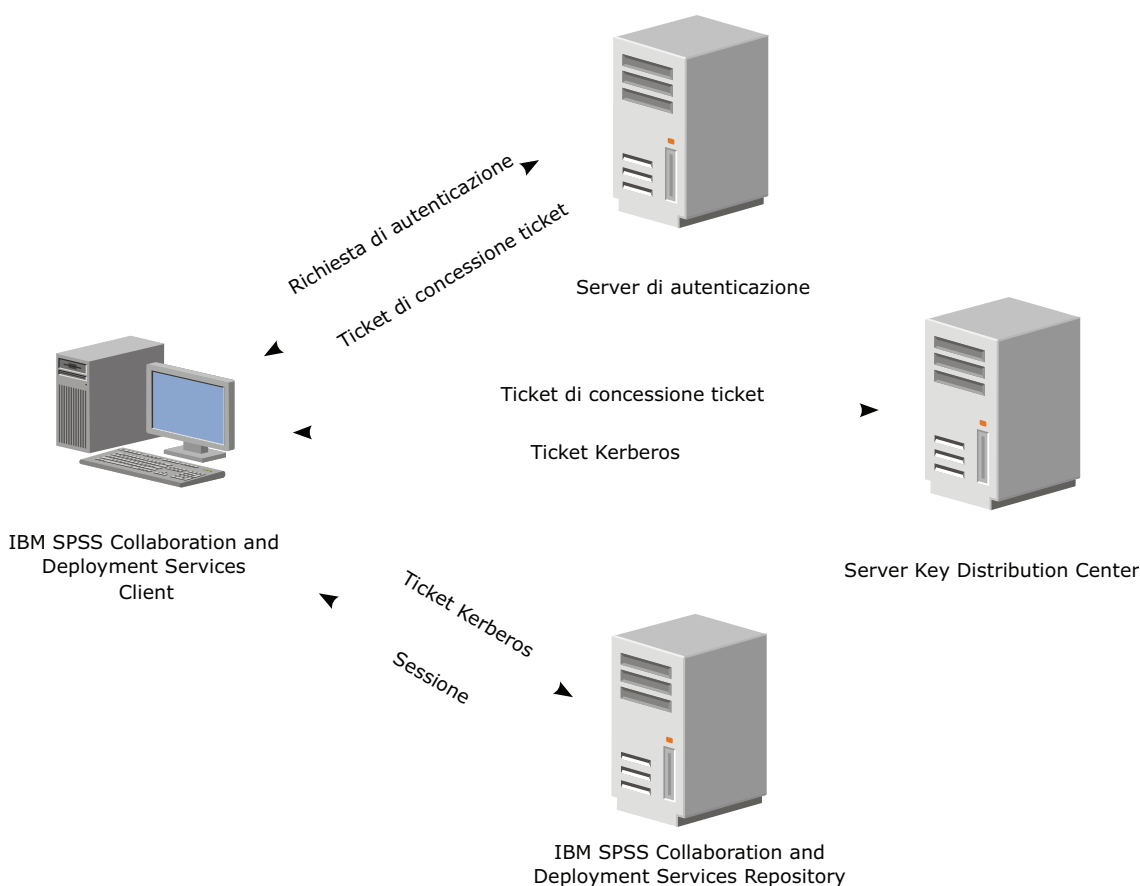 Richiesta di autenticazione
Ticket di concessione ticket
Server di autenticazione
Ticket di concessione ticket
Ticket Kerberos
IBM SPSS Collaboration and
Deployment Services
Client
Server Key Distribution Center
Ticket Kerberos
Sessione
IBM SPSS Collaboration and
Deployment Services Repository